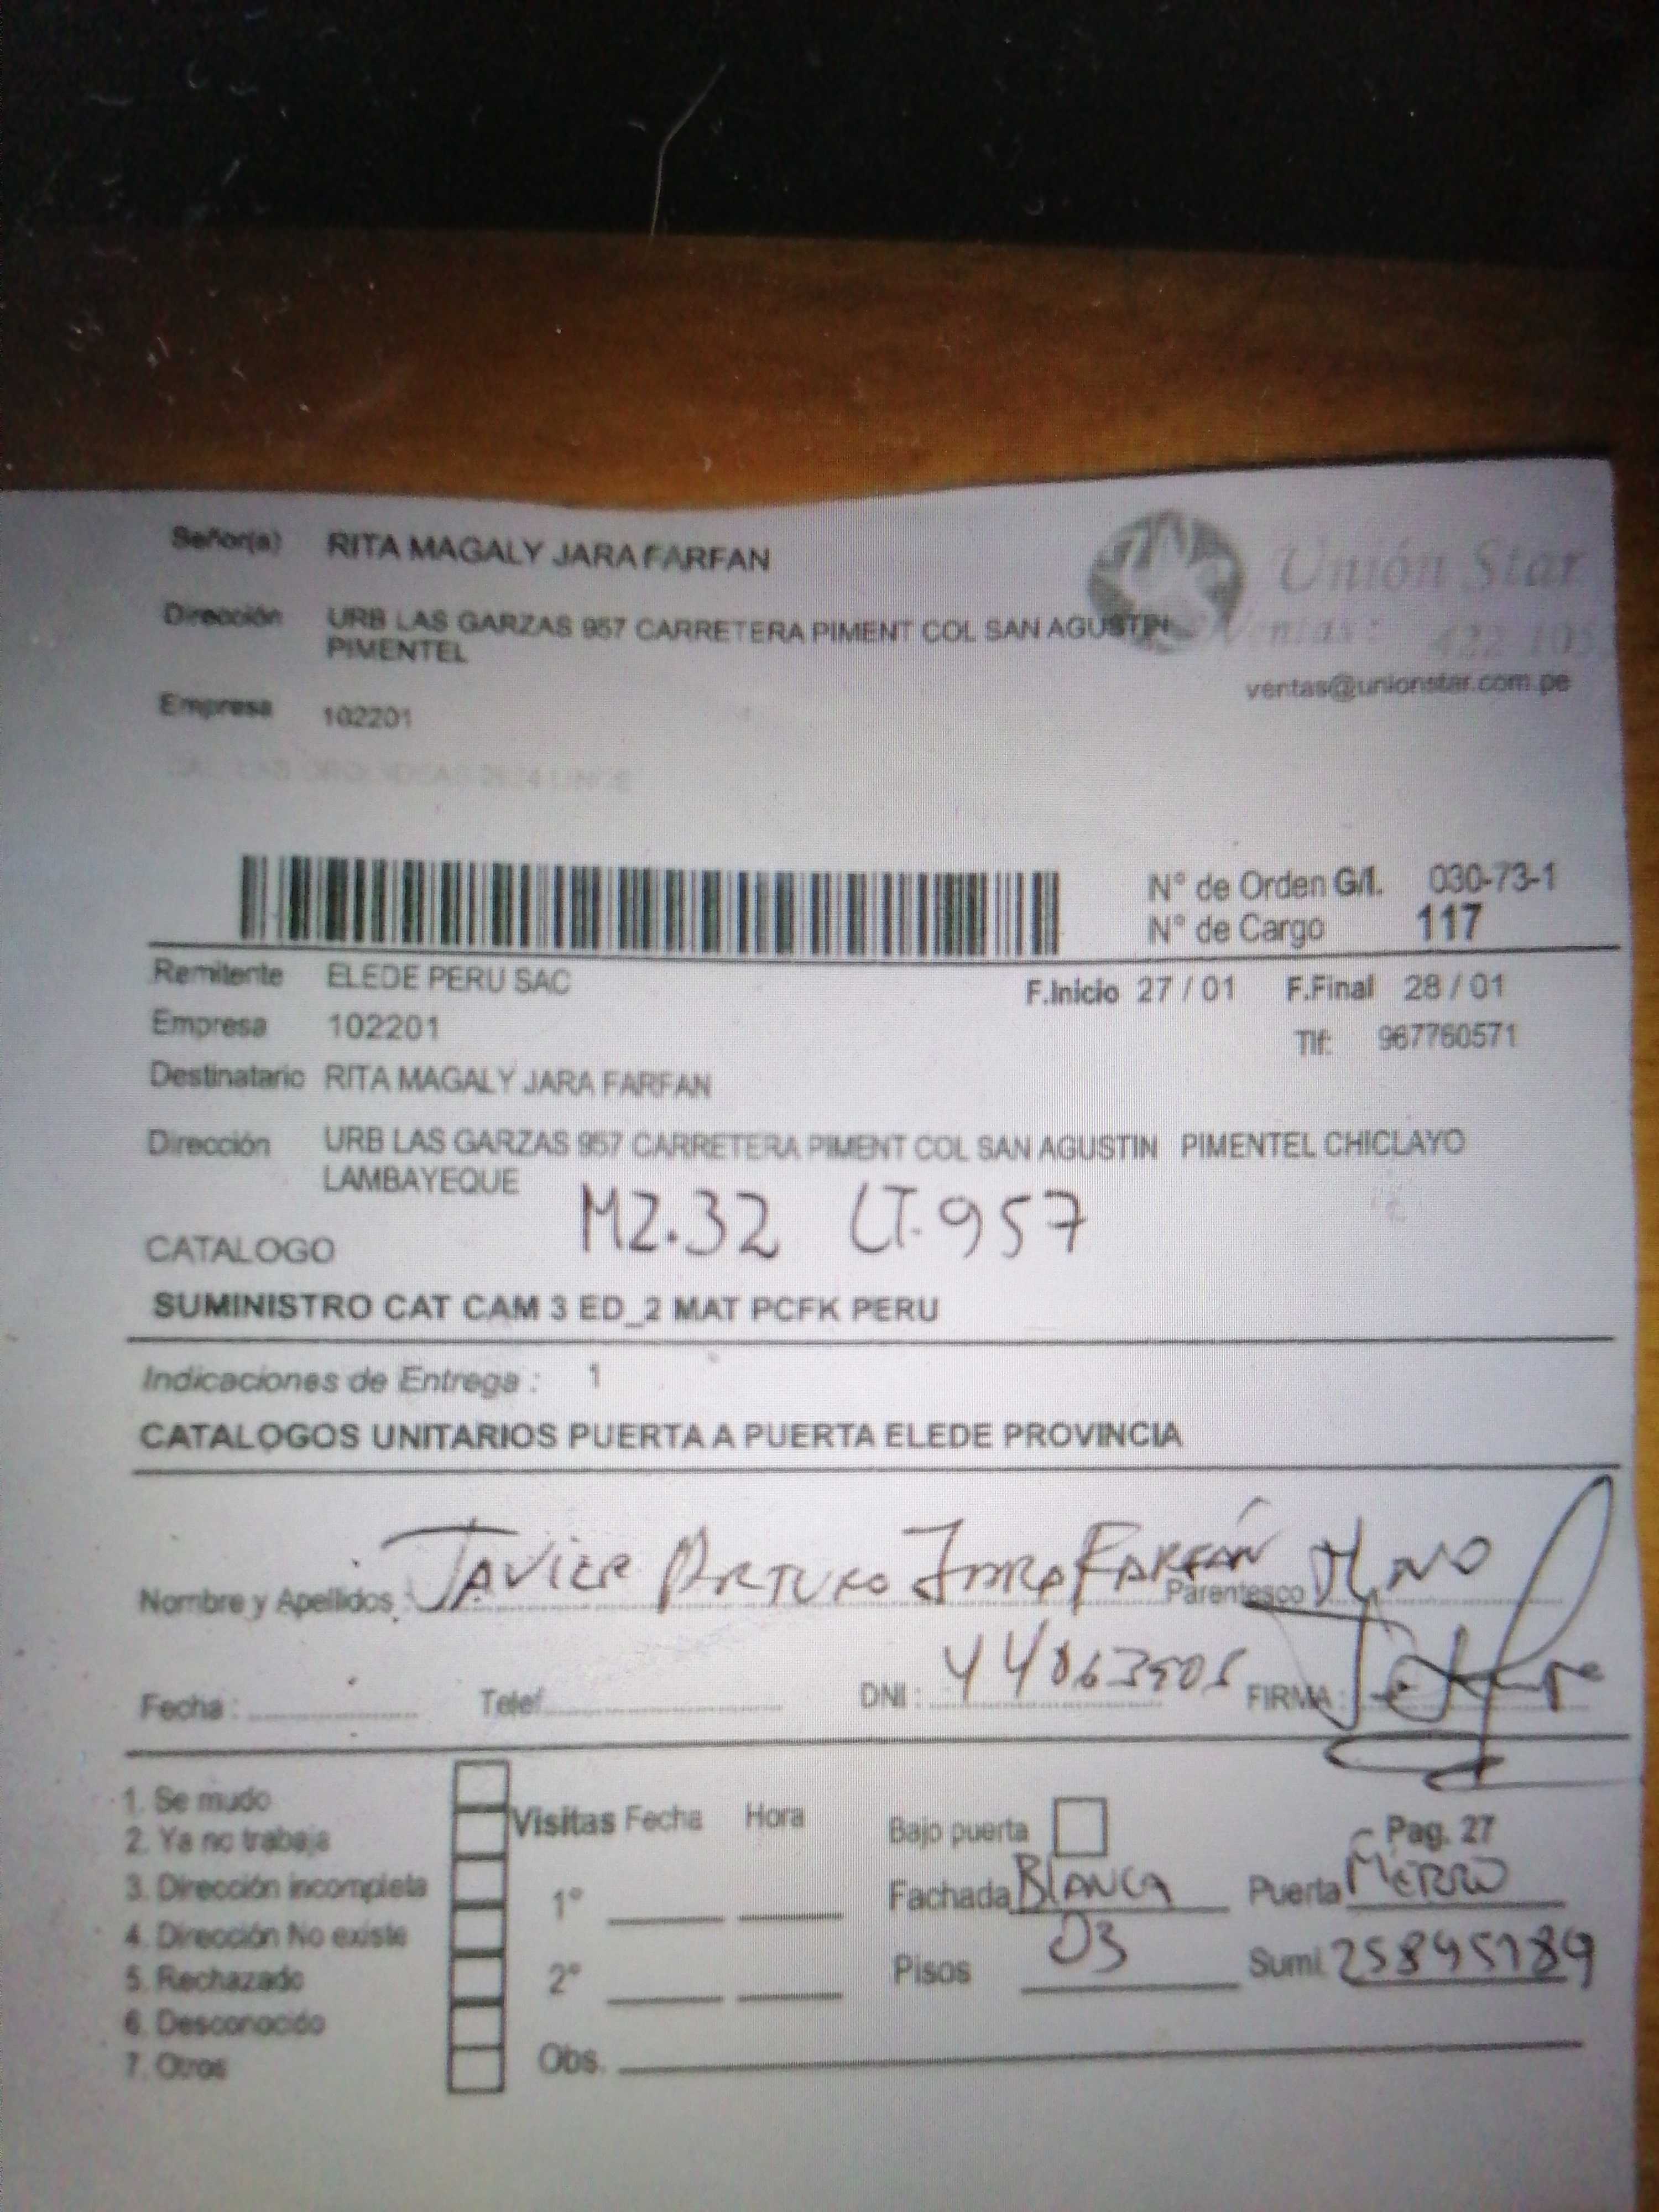 Señor(a) RITA MAGALY JARA FARFAN
Unión Star
Dirección URB LAS GARZAS 957 CARRETERA PIMENT COL SAN AGUSTIN
PIMENTEL
Ventas: 422 105
ventas@unionstar.com.pe
Empresa 102201
N° de Orden G/I. 030-73-1
N° de Cargo 117
Remitente ELEDE PERU SAC F.Inicio 27 / 01 F.Final 28 / 01
Empresa 102201 Tlf: 967760571
Destinatario RITA MAGALY JARA FARFAN
Dirección URB LAS GARZAS 957 CARRETERA PIMENT COL SAN AGUSTIN PIMENTEL CHICLAYO
LAMBAYEQUE
MZ.32 LT.957
CATALOGO
SUMINISTRO CAT CAM 3 ED_2 MAT PCFK PERU
Indicaciones de Entrega : 1
CATALOGOS UNITARIOS PUERTA A PUERTA ELEDE PROVINCIA
Nombre y Apellidos: JAVIER ARTURO JARA FARFÁN Parentesco
Fecha : Telef. DNI : FIRMA :
1. Se mudo
2. Ya no trabaja
3. Dirección incompleta
4. Dirección No existe
5. Rechazado
6. Desconocido
7. Otros
Visitas Fecha Hora
1°
2°
Obs.
Bajo puerta Pag. 27
Fachada BLANCA Puerta
Pisos 03 Sumi. 25845189